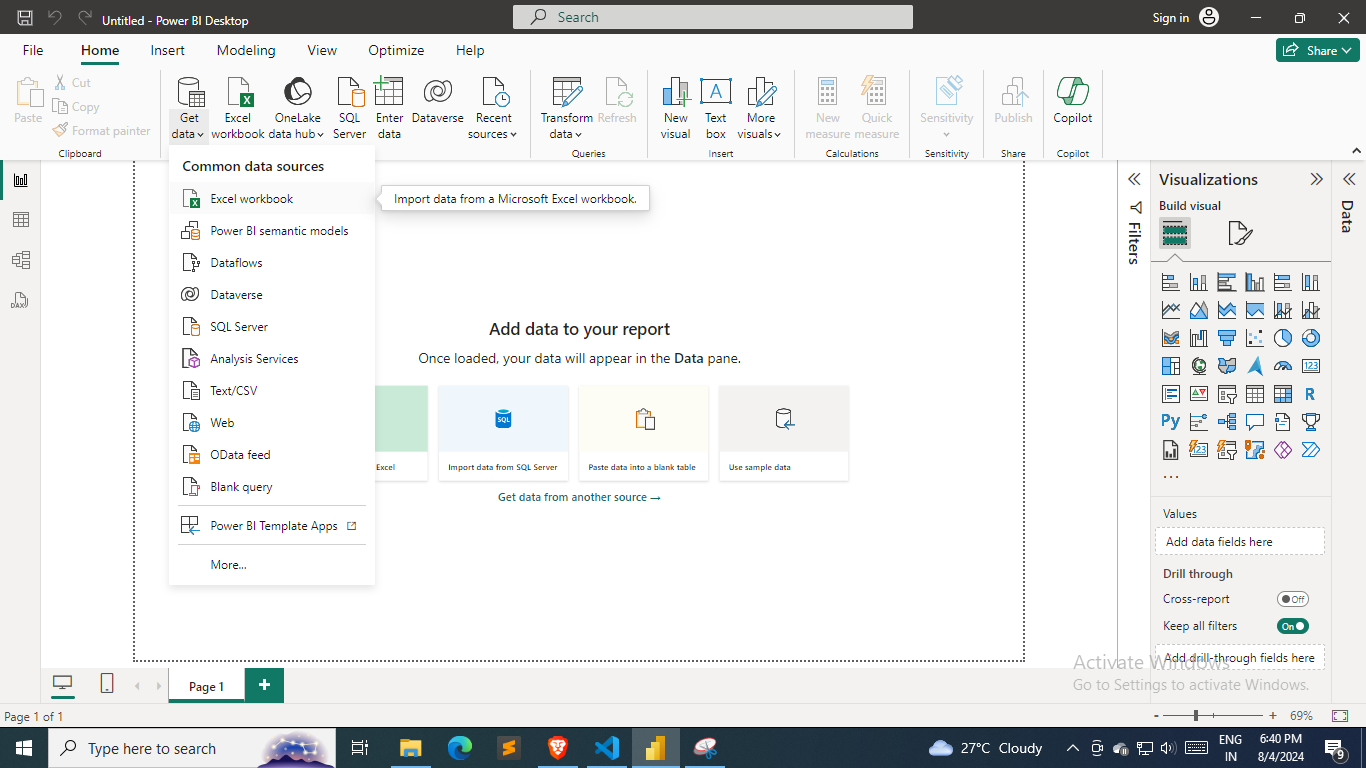 Untitled - Power BI Desktop
Search
Sign in
File
Home
Insert
Modeling
View
Optimize
Help
Share
Paste
Cut
Copy
Format painter
Clipboard
Get data
Excel workbook
OneLake data hub
SQL Server
Enter data
Dataverse
Recent sources
Transform data
Refresh
Queries
New visual
Text box
More visuals
Insert
New measure
Quick measure
Calculations
Sensitivity
Sensitivity
Publish
Share
Copilot
Copilot
Common data sources
Excel workbook
Import data from a Microsoft Excel workbook.
Power BI semantic models
Dataflows
Dataverse
SQL Server
Analysis Services
Text/CSV
Web
OData feed
Blank query
Power BI Template Apps
More...
Add data to your report
Once loaded, your data will appear in the Data pane.
SQL
Excel
Import data from SQL Server
Paste data into a blank table
Use sample data
Get data from another source →
Filters
Visualizations
Build visual
123
R
Py
123
...
Values
Add data fields here
Drill through
Cross-report
Off
Keep all filters
On
Add drill-through fields here
Data
DAX
Activate Windows
Go to Settings to activate Windows.
Page 1
+
Page 1 of 1
-
+
69%
Type here to search
27°C Cloudy
ENG
IN
6:40 PM
8/4/2024
9